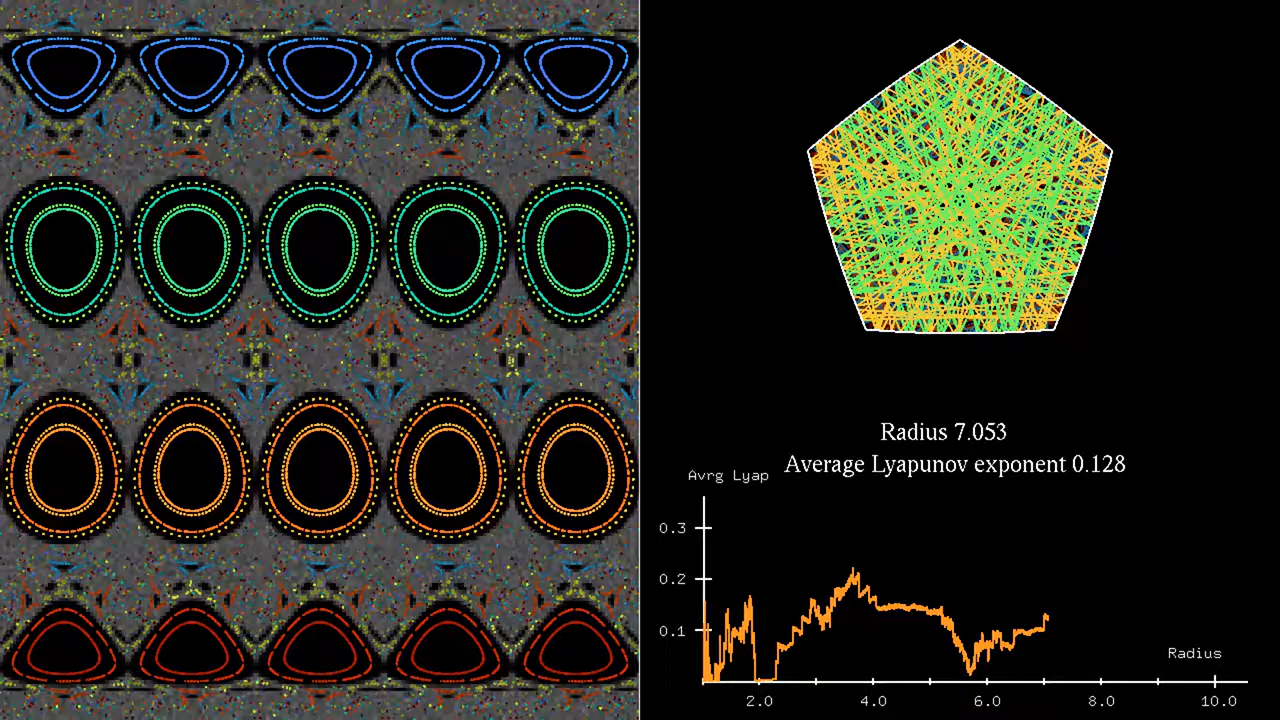 Radius 7.053
Average Lyapunov exponent 0.128
Avrg Lyap
0.3
0.2
0.1
Radius
2.0 4.0 6.0 8.0 10.0